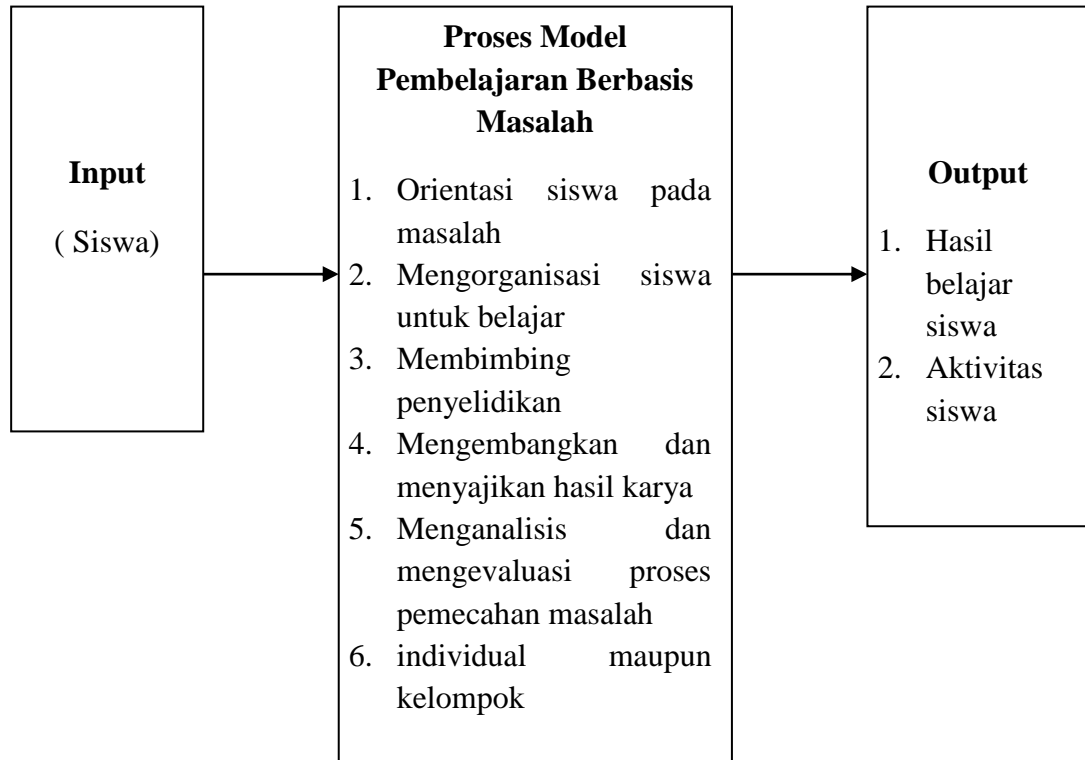 Input
( Siswa)
Proses Model
Pembelajaran Berbasis
Masalah
1. Orientasi siswa pada
masalah
2. Mengorganisasi siswa
untuk belajar
3. Membimbing
penyelidikan
4. Mengembangkan dan
menyajikan hasil karya
5. Menganalisis dan
mengevaluasi proses
pemecahan masalah
6. individual maupun
kelompok
Output
1. Hasil
belajar
siswa
2. Aktivitas
siswa